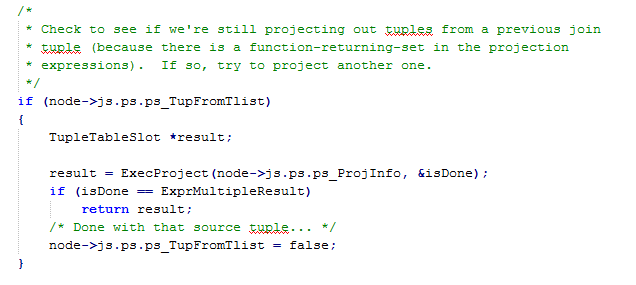 /*
 * Check to see if we're still projecting out tuples from a previous join
 * tuple (because there is a function-returning-set in the projection
 * expressions).  If so, try to project another one.
 */
if (node->js.ps.ps_TupFromTlist)
{
    TupleTableSlot *result;

    result = ExecProject(node->js.ps.ps_ProjInfo, &isDone);
    if (isDone == ExprMultipleResult)
        return result;
    /* Done with that source tuple... */
    node->js.ps.ps_TupFromTlist = false;
}